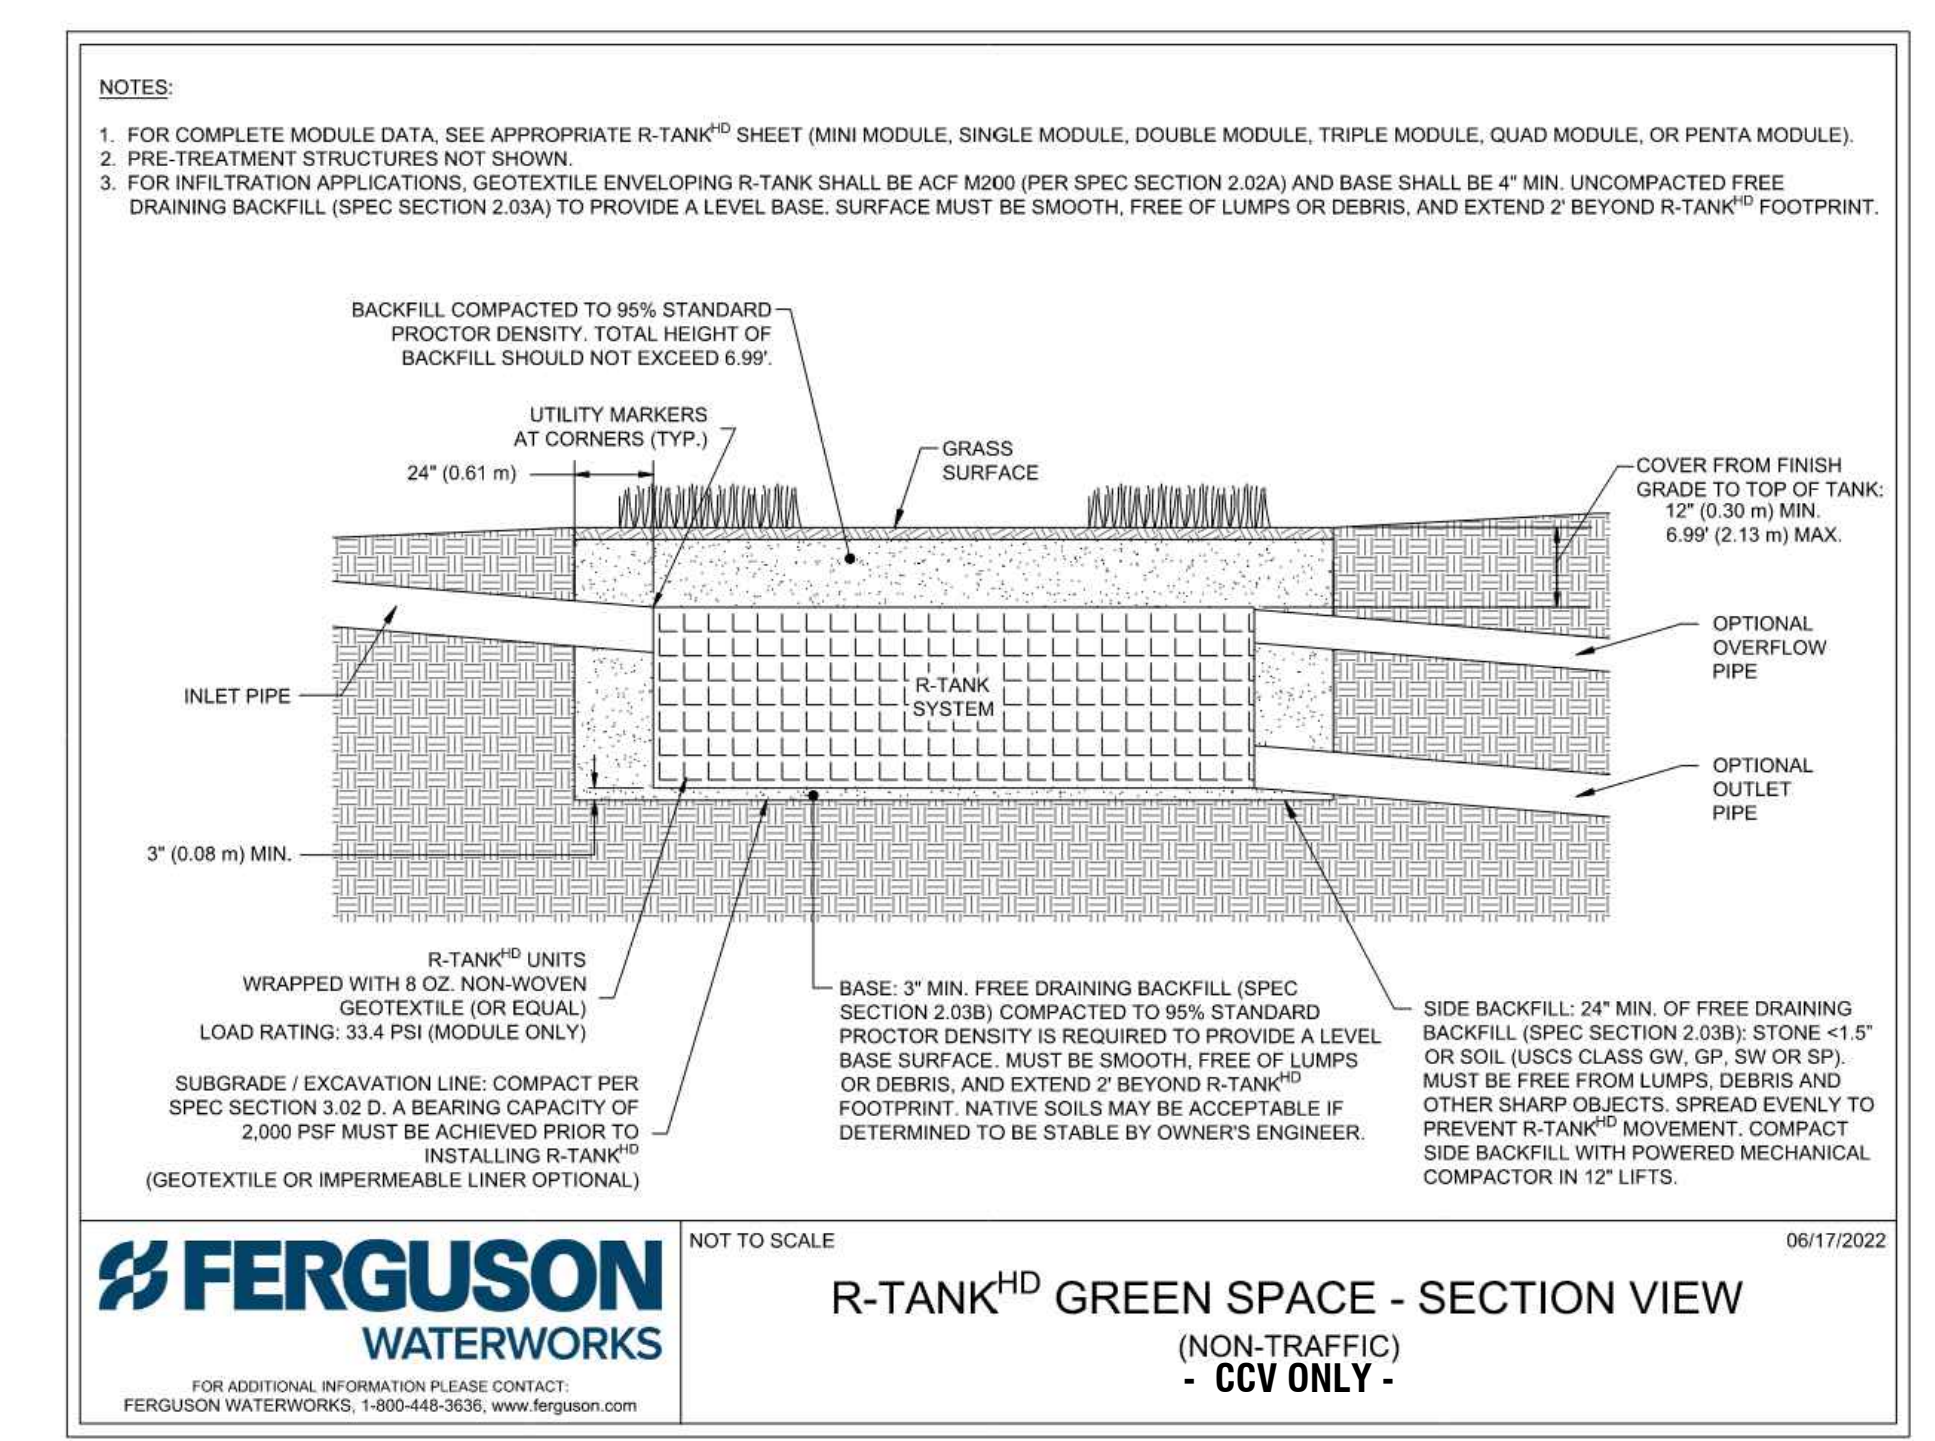 NOTES:
1. FOR COMPLETE MODULE DATA, SEE APPROPRIATE R-TANKHD SHEET (MINI MODULE, SINGLE MODULE, DOUBLE MODULE, TRIPLE MODULE, QUAD MODULE, OR PENTA MODULE).
2. PRE-TREATMENT STRUCTURES NOT SHOWN.
3. FOR INFILTRATION APPLICATIONS, GEOTEXTILE ENVELOPING R-TANK SHALL BE ACF M200 (PER SPEC SECTION 2.02A) AND BASE SHALL BE 4" MIN. UNCOMPACTED FREE
DRAINING BACKFILL (SPEC SECTION 2.03A) TO PROVIDE A LEVEL BASE. SURFACE MUST BE SMOOTH, FREE OF LUMPS OR DEBRIS, AND EXTEND 2' BEYOND R-TANKHD FOOTPRINT.
BACKFILL COMPACTED TO 95% STANDARD
PROCTOR DENSITY. TOTAL HEIGHT OF
BACKFILL SHOULD NOT EXCEED 6.99'.
UTILITY MARKERS
AT CORNERS (TYP.)
24" (0.61 m)
GRASS
SURFACE
COVER FROM FINISH
GRADE TO TOP OF TANK:
12" (0.30 m) MIN.
6.99' (2.13 m) MAX.
INLET PIPE
R-TANK
SYSTEM
OPTIONAL
OVERFLOW
PIPE
OPTIONAL
OUTLET
PIPE
3" (0.08 m) MIN.
R-TANKHD UNITS
WRAPPED WITH 8 OZ. NON-WOVEN
GEOTEXTILE (OR EQUAL)
LOAD RATING: 33.4 PSI (MODULE ONLY)
SUBGRADE / EXCAVATION LINE: COMPACT PER
SPEC SECTION 3.02 D. A BEARING CAPACITY OF
2,000 PSF MUST BE ACHIEVED PRIOR TO
INSTALLING R-TANKHD
(GEOTEXTILE OR IMPERMEABLE LINER OPTIONAL)
BASE: 3" MIN. FREE DRAINING BACKFILL (SPEC
SECTION 2.03B) COMPACTED TO 95% STANDARD
PROCTOR DENSITY IS REQUIRED TO PROVIDE A LEVEL
BASE SURFACE. MUST BE SMOOTH, FREE OF LUMPS
OR DEBRIS, AND EXTEND 2' BEYOND R-TANKHD
FOOTPRINT. NATIVE SOILS MAY BE ACCEPTABLE IF
DETERMINED TO BE STABLE BY OWNER'S ENGINEER.
SIDE BACKFILL: 24" MIN. OF FREE DRAINING
BACKFILL (SPEC SECTION 2.03B): STONE <1.5"
OR SOIL (USCS CLASS GW, GP, SW OR SP).
MUST BE FREE FROM LUMPS, DEBRIS AND
OTHER SHARP OBJECTS. SPREAD EVENLY TO
PREVENT R-TANKHD MOVEMENT. COMPACT
SIDE BACKFILL WITH POWERED MECHANICAL
COMPACTOR IN 12" LIFTS.
FERGUSON
WATERWORKS
FOR ADDITIONAL INFORMATION PLEASE CONTACT:
FERGUSON WATERWORKS, 1-800-448-3636, www.ferguson.com
NOT TO SCALE
06/17/2022
R-TANKHD GREEN SPACE - SECTION VIEW
(NON-TRAFFIC)
- CCV ONLY -